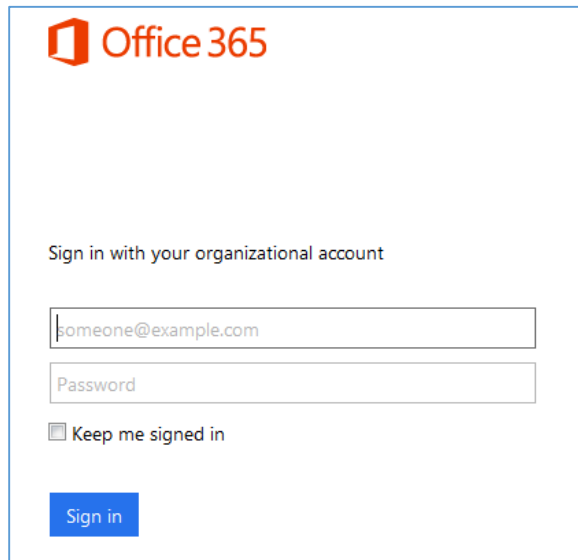 Office 365
Sign in with your organizational account
someone@example.com
Password
Keep me signed in
Sign in